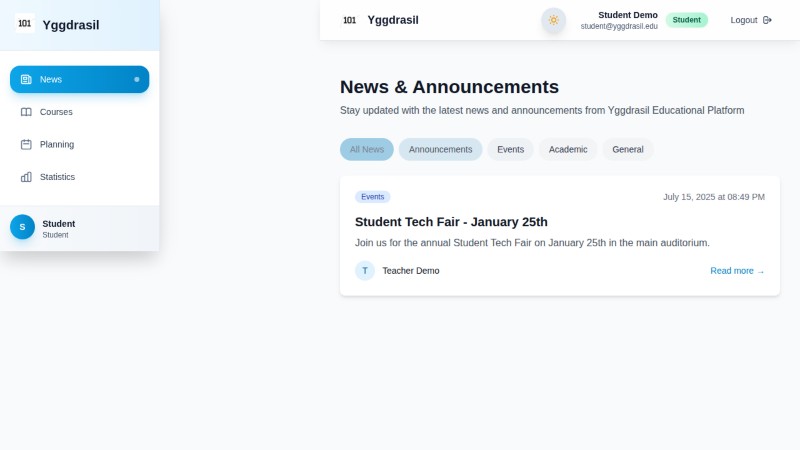 101 Yggdrasil
News
Courses
Planning
Statistics
S Student
Student
101 Yggdrasil
Student Demo
student@yggdrasil.edu
Student
Logout
News & Announcements
Stay updated with the latest news and announcements from Yggdrasil Educational Platform
All News Announcements Events Academic General
Events July 15, 2025 at 08:49 PM
Student Tech Fair - January 25th
Join us for the annual Student Tech Fair on January 25th in the main auditorium.
T Teacher Demo Read more →